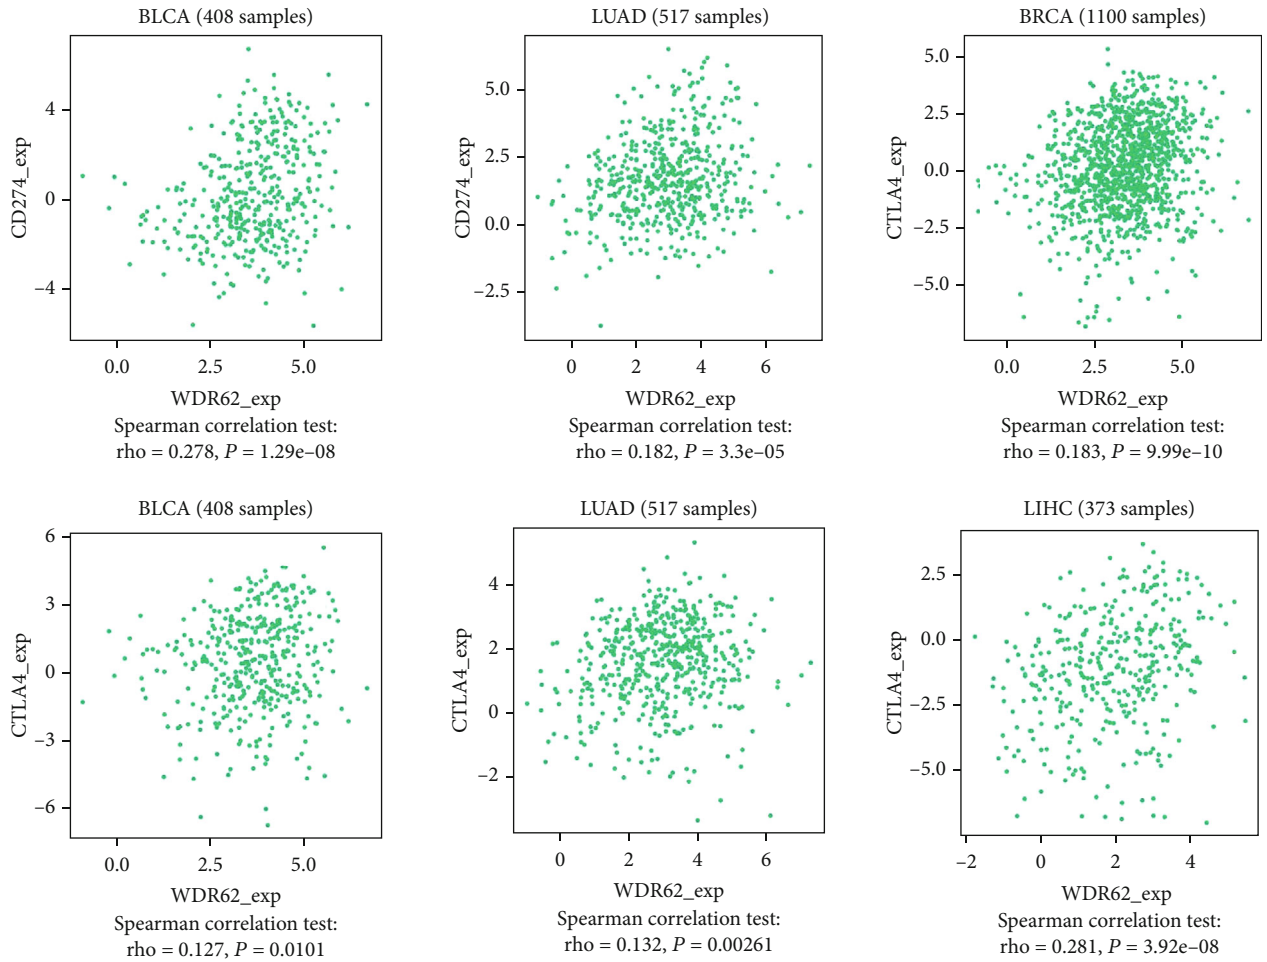 BLCA (408 samples)
CD274_exp
4
0
−4
0.0 2.5 5.0
WDR62_exp
Spearman correlation test:
rho = 0.278, P = 1.29e–08
LUAD (517 samples)
CD274_exp
5.0
2.5
0.0
−2.5
0 2 4 6
WDR62_exp
Spearman correlation test:
rho = 0.182, P = 3.3e–05
BRCA (1100 samples)
CTLA4_exp
5.0
2.5
0.0
−2.5
−5.0
0.0 2.5 5.0
WDR62_exp
Spearman correlation test:
rho = 0.183, P = 9.99e–10
BLCA (408 samples)
CTLA4_exp
6
3
0
−3
−6
0.0 2.5 5.0
WDR62_exp
Spearman correlation test:
rho = 0.127, P = 0.0101
LUAD (517 samples)
CTLA4_exp
4
2
0
−2
0 2 4 6
WDR62_exp
Spearman correlation test:
rho = 0.132, P = 0.00261
LIHC (373 samples)
CTLA4_exp
2.5
0.0
−2.5
−5.0
−2 0 2 4
WDR62_exp
Spearman correlation test:
rho = 0.281, P = 3.92e–08